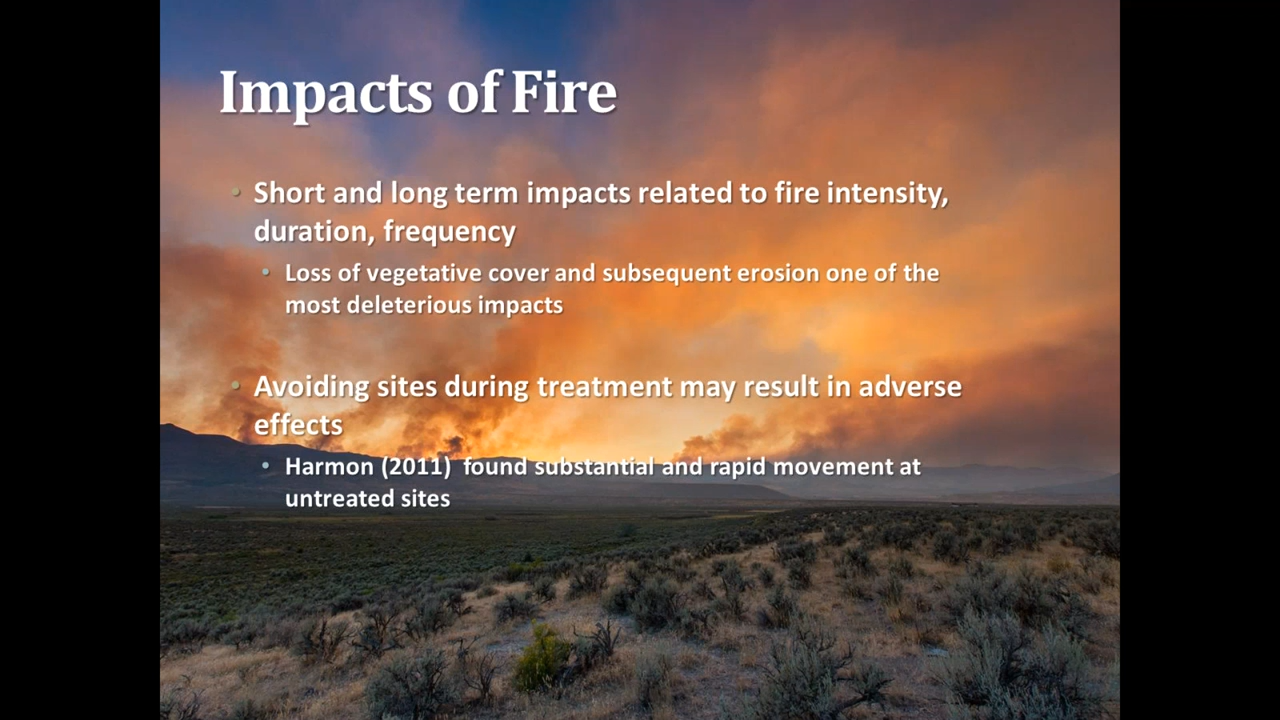 Impacts of Fire
• Short and long term impacts related to fire intensity,
duration, frequency
• Loss of vegetative cover and subsequent erosion one of the
most deleterious impacts
• Avoiding sites during treatment may result in adverse
effects
• Harmon (2011)  found substantial and rapid movement at
untreated sites